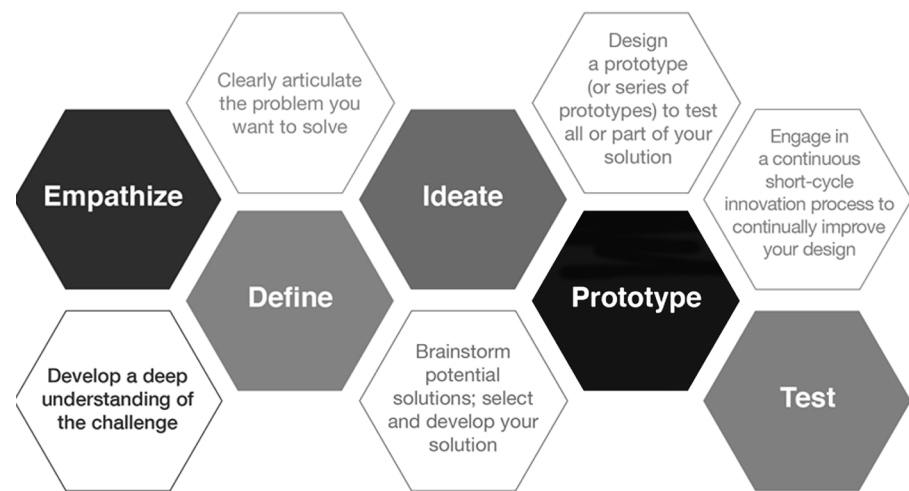 Empathize
Develop a deep
understanding of
the challenge
Clearly articulate
the problem you
want to solve
Define
Ideate
Brainstorm
potential
solutions; select
and develop your
solution
Design
a prototype
(or series of
prototypes) to test
all or part of your
solution
Prototype
Engage in
a continuous
short-cycle
innovation process to
continually improve
your design
Test